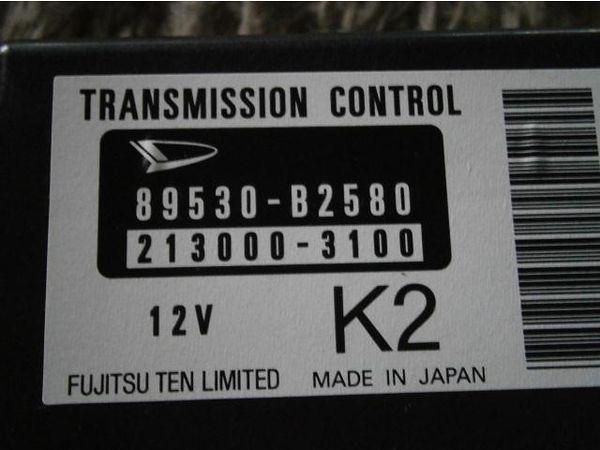 TRANSMISSION CONTROL
89530-B2580
213000-3100
12V K2
FUJITSU TEN LIMITED MADE IN JAPAN